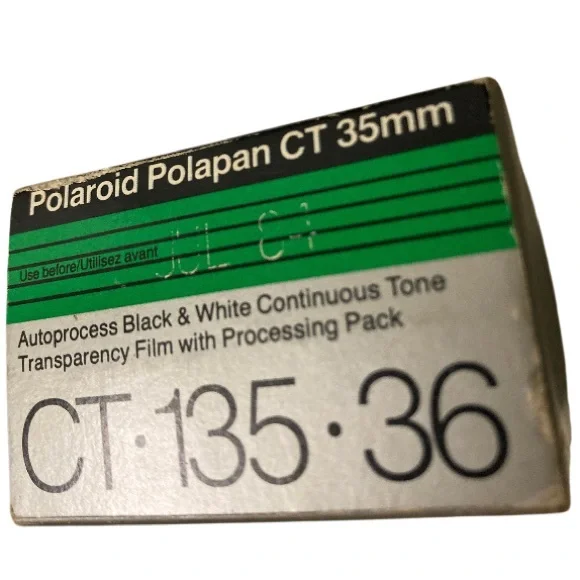 Polaroid Polapan CT 35mm
Use before/Utilisez avant JUL 84
Autoprocess Black & White Continuous Tone
Transparency Film with Processing Pack
CT·135·36